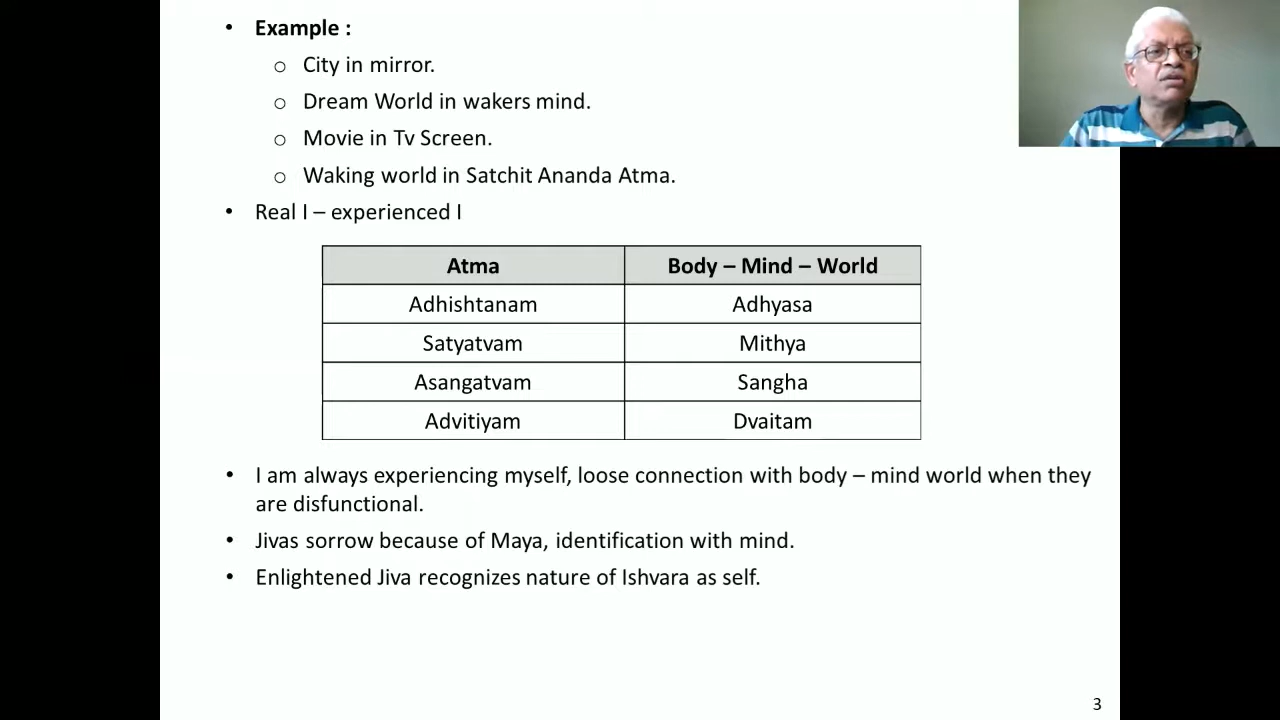 • Example :
○ City in mirror.
○ Dream World in wakers mind.
○ Movie in Tv Screen.
○ Waking world in Satchit Ananda Atma.
• Real I – experienced I
Atma Body – Mind – World
Adhishtanam Adhyasa
Satyatvam Mithya
Asangatvam Sangha
Advitiyam Dvaitam
• I am always experiencing myself, loose connection with body – mind world when they
are disfunctional.
• Jivas sorrow because of Maya, identification with mind.
• Enlightened Jiva recognizes nature of Ishvara as self.
3